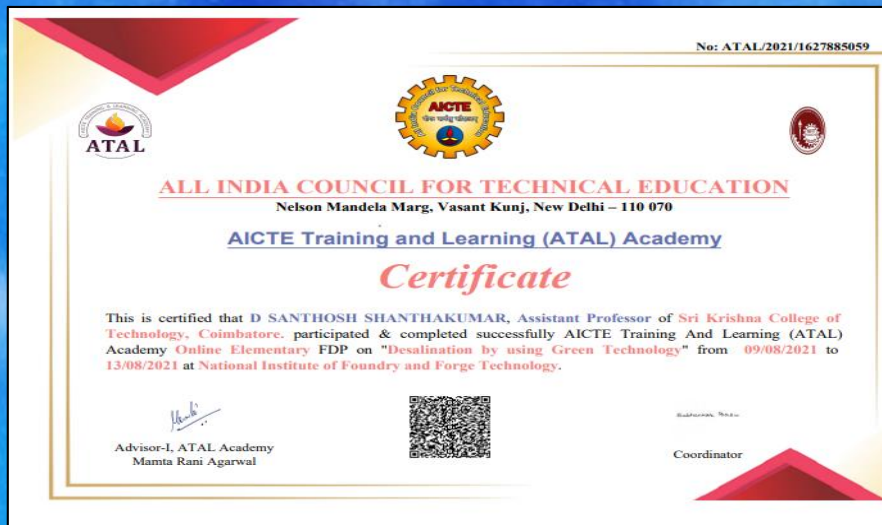 No: ATAL/2021/1627885059
ATAL
AICTE
ALL INDIA COUNCIL FOR TECHNICAL EDUCATION
Nelson Mandela Marg, Vasant Kunj, New Delhi – 110 070
AICTE Training and Learning (ATAL) Academy
Certificate
This is certified that D SANTHOSH SHANTHAKUMAR, Assistant Professor of Sri Krishna College of
Technology, Coimbatore. participated & completed successfully AICTE Training And Learning (ATAL)
Academy Online Elementary FDP on "Desalination by using Green Technology" from 09/08/2021 to
13/08/2021 at National Institute of Foundry and Forge Technology.
Advisor-I, ATAL Academy
Mamta Rani Agarwal
Coordinator